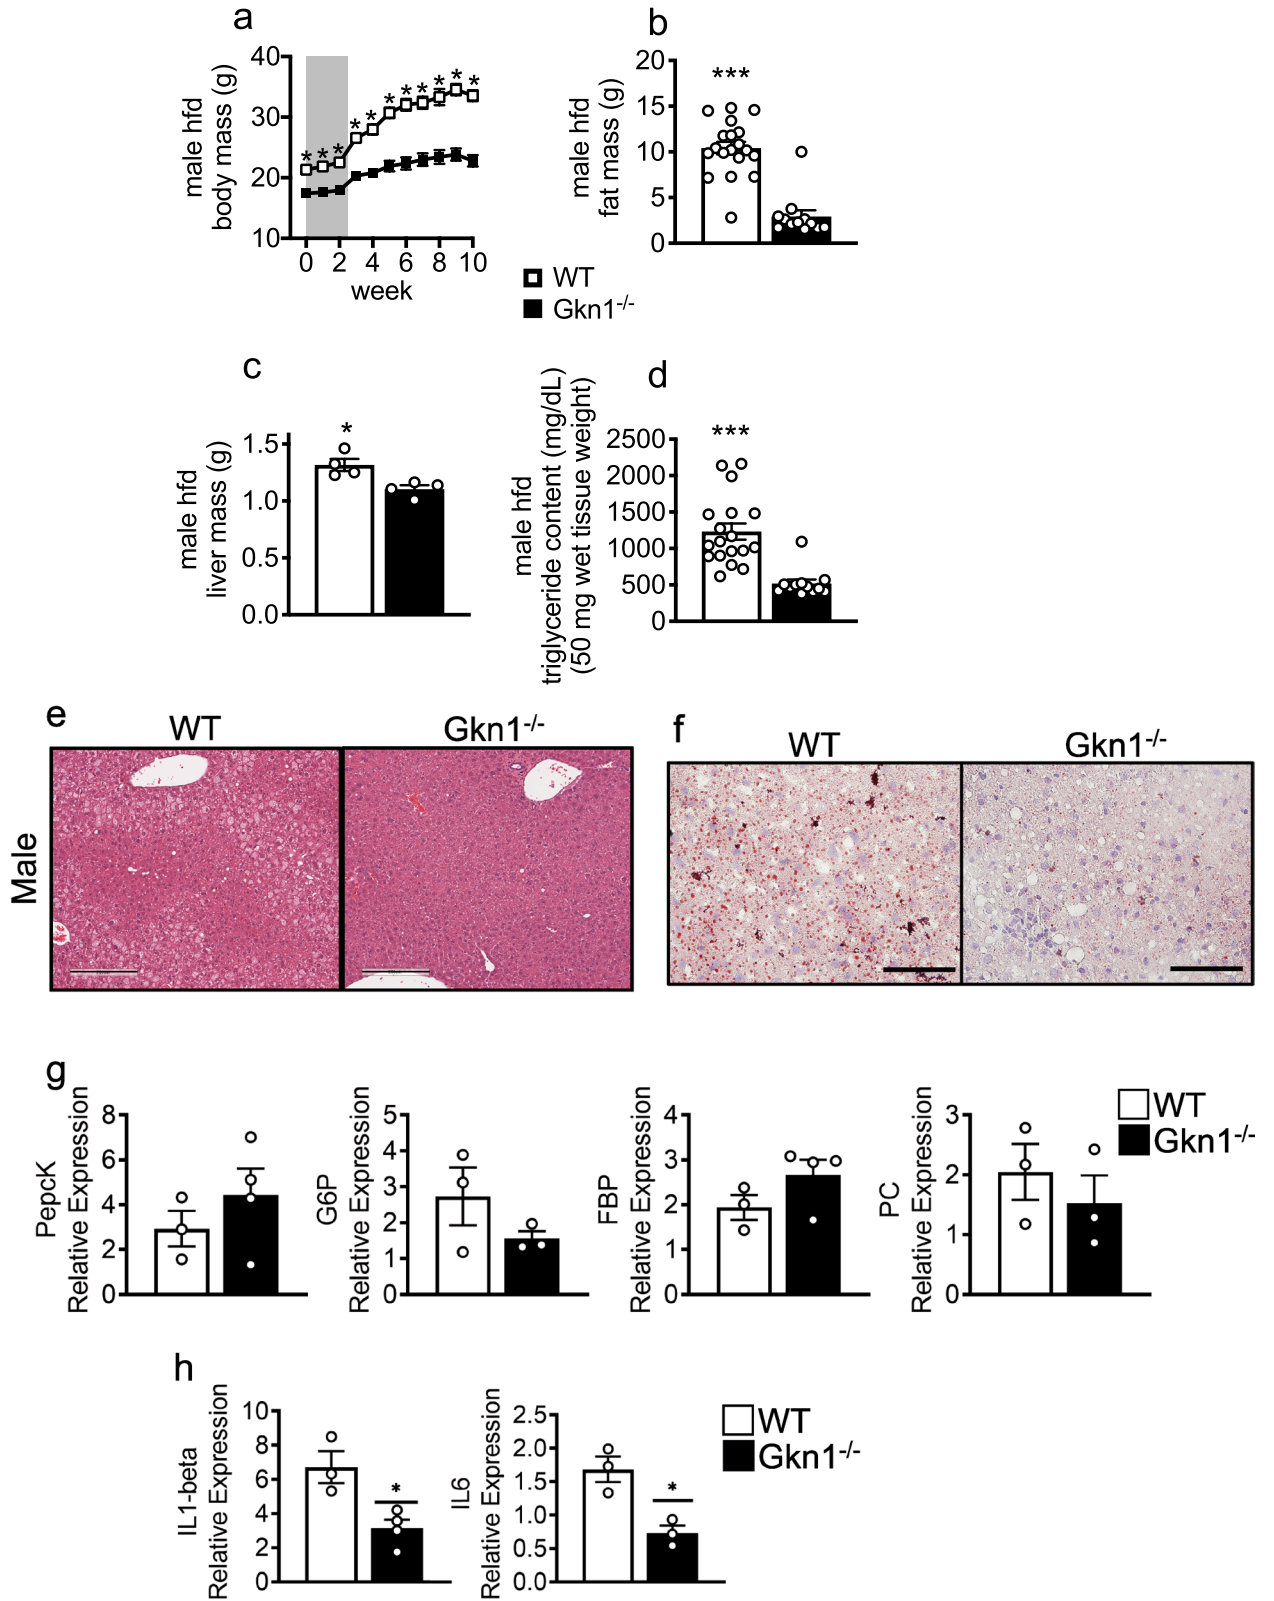 a
male hfd
body mass (g)
40
30
20
10
* * * * * * * * * * *
0 2 4 6 8 10
week
b
male hfd
fat mass (g)
20
15
10
5
0
***
WT
Gkn1-/-
c
male hfd
liver mass (g)
1.5
1.0
0.5
0.0
*
d
male hfd
triglyceride content (mg/dL)
(50 mg wet tissue weight)
2500
2000
1500
1000
500
0
***
e
WT
Gkn1-/-
Male
f
WT
Gkn1-/-
g
PepcK
Relative Expression
8
6
4
2
0
G6P
Relative Expression
5
4
3
2
1
0
FBP
Relative Expression
4
3
2
1
0
PC
Relative Expression
3
2
1
0
WT
Gkn1-/-
h
IL1-beta
Relative Expression
10
8
6
4
2
0
*
IL6
Relative Expression
2.5
2.0
1.5
1.0
0.5
0.0
*
WT
Gkn1-/-